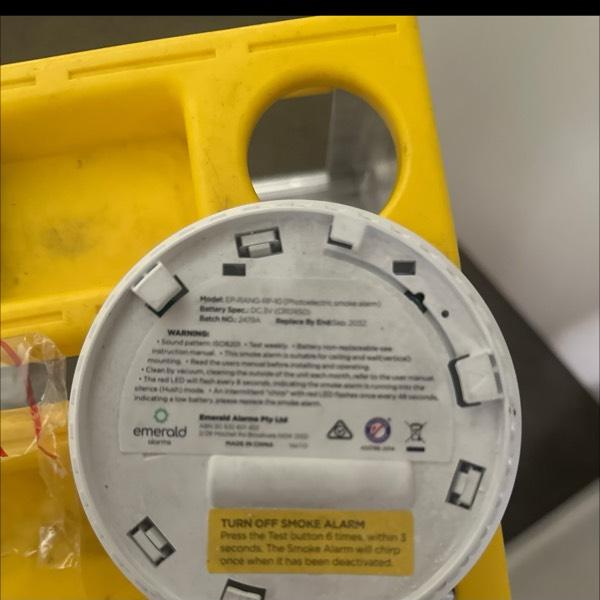 Model: EP-RANG-RF-10 (Photoelectric smoke alarm)
Battery Spec.: DC 3V (CR17450)
Batch NO.: 2479A Replace By End: Sep. 2032
WARNING:
• Sound pattern: ISO8201 • Test weekly. • Battery non-replaceable-see
instruction manual. • This smoke alarm is suitable for ceiling and wall(vertical)
mounting. • Read the users manual before installing and operating.
• Clean by vacuum, cleaning the outside of the unit each month, refer to the user manual.
• The red LED will flash every 8 seconds, indicating the smoke alarm is running into the
silence (Hush) mode. • An intermittent "chirp" with red LED flashes once every 48 seconds,
indicating a low battery, please replace the smoke alarm.
emerald
alarms
Emerald Alarms Pty Ltd
MADE IN CHINA
TURN OFF SMOKE ALARM
Press the Test button 6 times, within 3
seconds. The Smoke Alarm will chirp
once when it has been deactivated.